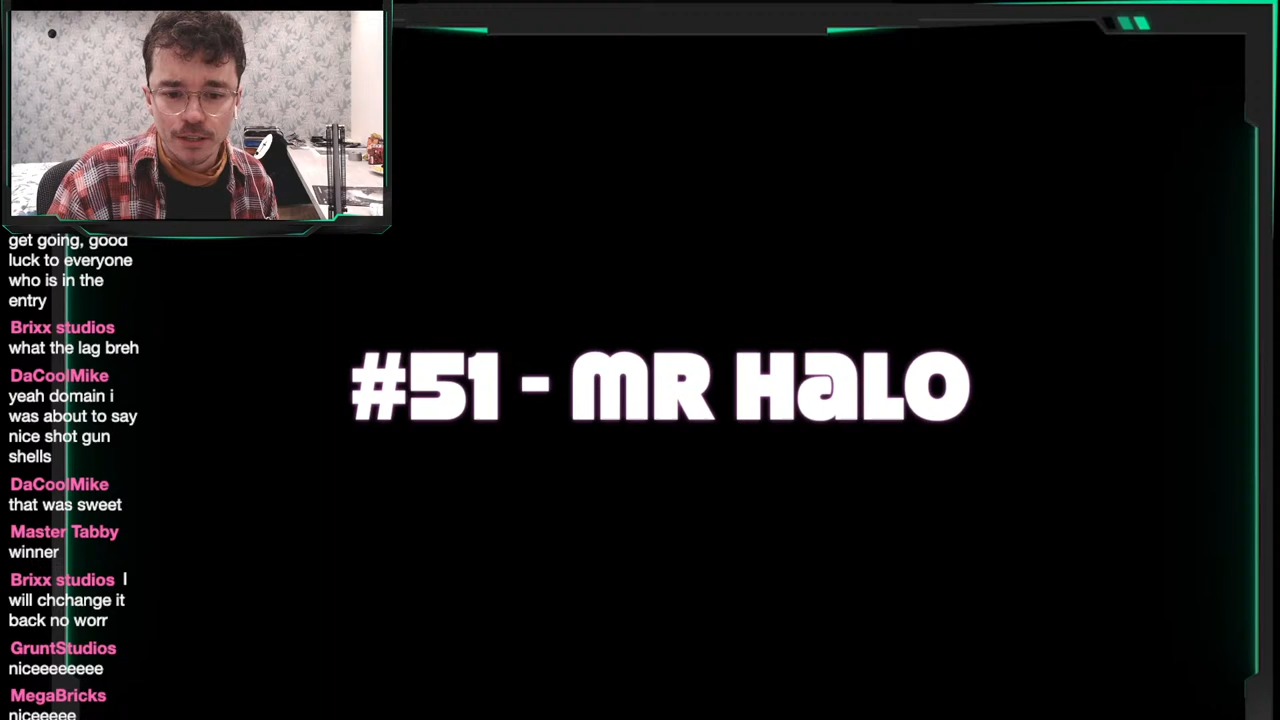 get going, good
luck to everyone
who is in the
entry
Brixx studios
what the lag breh
DaCoolMike
yeah domain i
was about to say
nice shot gun
shells
DaCoolMike
that was sweet
Master Tabby
winner
Brixx studios I
will chchange it
back no worr
GruntStudios
niceeeeeeee
MegaBricks
niceeeee
#51 - MR HaLO